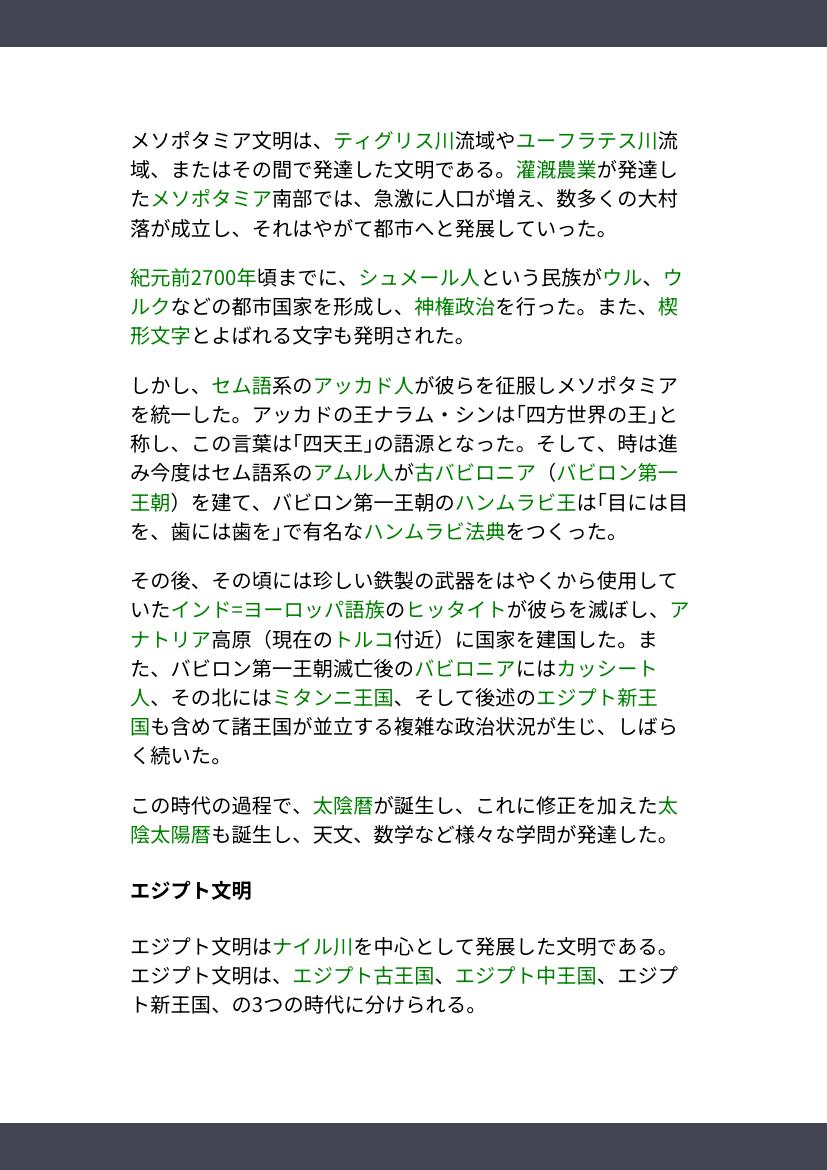 メソポタミア文明は、ティグリス川流域やユーフラテス川流
域、またはその間で発達した文明である。灌漑農業が発達し
たメソポタミア南部では、急激に人口が増え、数多くの大村
落が成立し、それはやがて都市へと発展していった。
紀元前2700年頃までに、シュメール人という民族がウル、ウ
ルクなどの都市国家を形成し、神権政治を行った。また、楔
形文字とよばれる文字も発明された。
しかし、セム語系のアッカド人が彼らを征服しメソポタミア
を統一した。アッカドの王ナラム・シンは｢四方世界の王｣と
称し、この言葉は｢四天王｣の語源となった。そして、時は進
み今度はセム語系のアムル人が古バビロニア（バビロン第一
王朝）を建て、バビロン第一王朝のハンムラビ王は｢目には目
を、歯には歯を｣で有名なハンムラビ法典をつくった。
その後、その頃には珍しい鉄製の武器をはやくから使用して
いたインド=ヨーロッパ語族のヒッタイトが彼らを滅ぼし、ア
ナトリア高原（現在のトルコ付近）に国家を建国した。ま
た、バビロン第一王朝滅亡後のバビロニアにはカッシート
人、その北にはミタンニ王国、そして後述のエジプト新王
国も含めて諸王国が並立する複雑な政治状況が生じ、しばら
く続いた。
この時代の過程で、太陰暦が誕生し、これに修正を加えた太
陰太陽暦も誕生し、天文、数学など様々な学問が発達した。
エジプト文明
エジプト文明はナイル川を中心として発展した文明である。
エジプト文明は、エジプト古王国、エジプト中王国、エジプ
ト新王国、の3つの時代に分けられる。